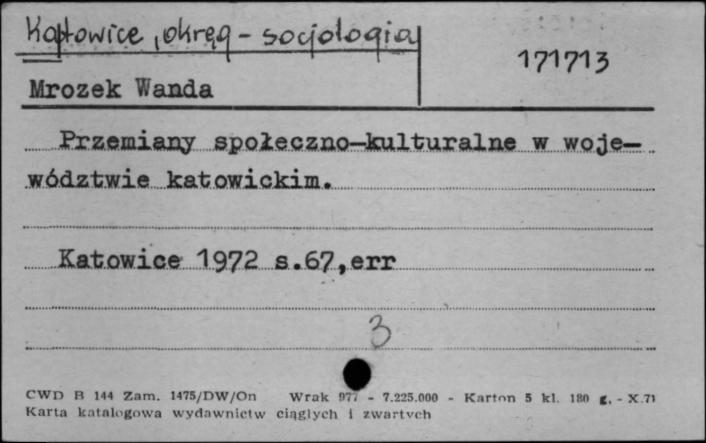 Katowice, okręg - socjologia
171713
Mrozek Wanda
Przemiany społeczno-kulturalne w woje-
wództwie katowickim.
Katowice 1972 s.67,err
3
CWD B 144 Zam. 1475/DW/On Wrak 977 - 7.225.000 - Karton 5 kl. 180 g. - X.71
Karta katalogowa wydawnictw ciągłych i zwartych